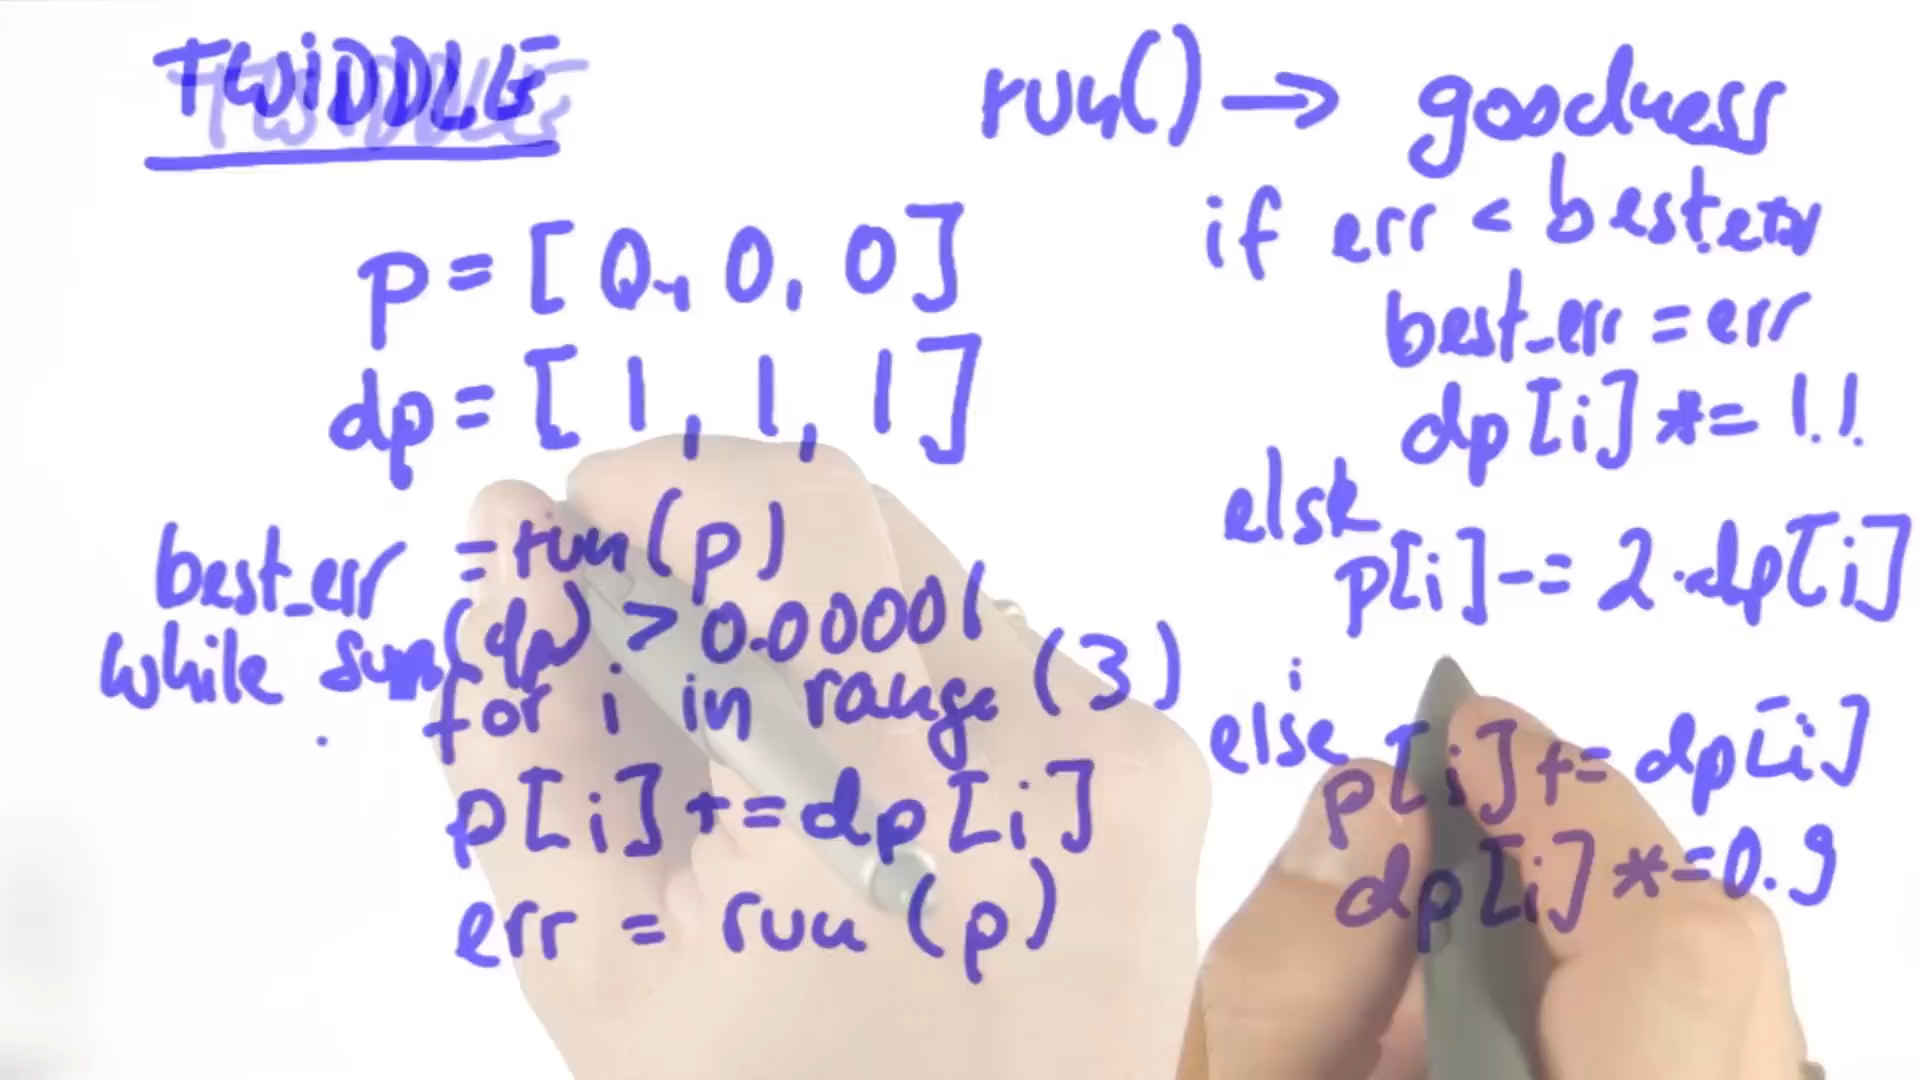 TWIDDLE
p = [0, 0, 0]
dp = [1, 1, 1]
best_err = run(p)
while sum(dp) > 0.00001
for i in range (3)
p[i] += dp[i]
err = run (p)
run() → goodness
if err < best_err
best_err = err
dp[i] *= 1.1
else
p[i] -= 2·dp[i]
else
p[i] += dp[i]
dp[i] *= 0.9